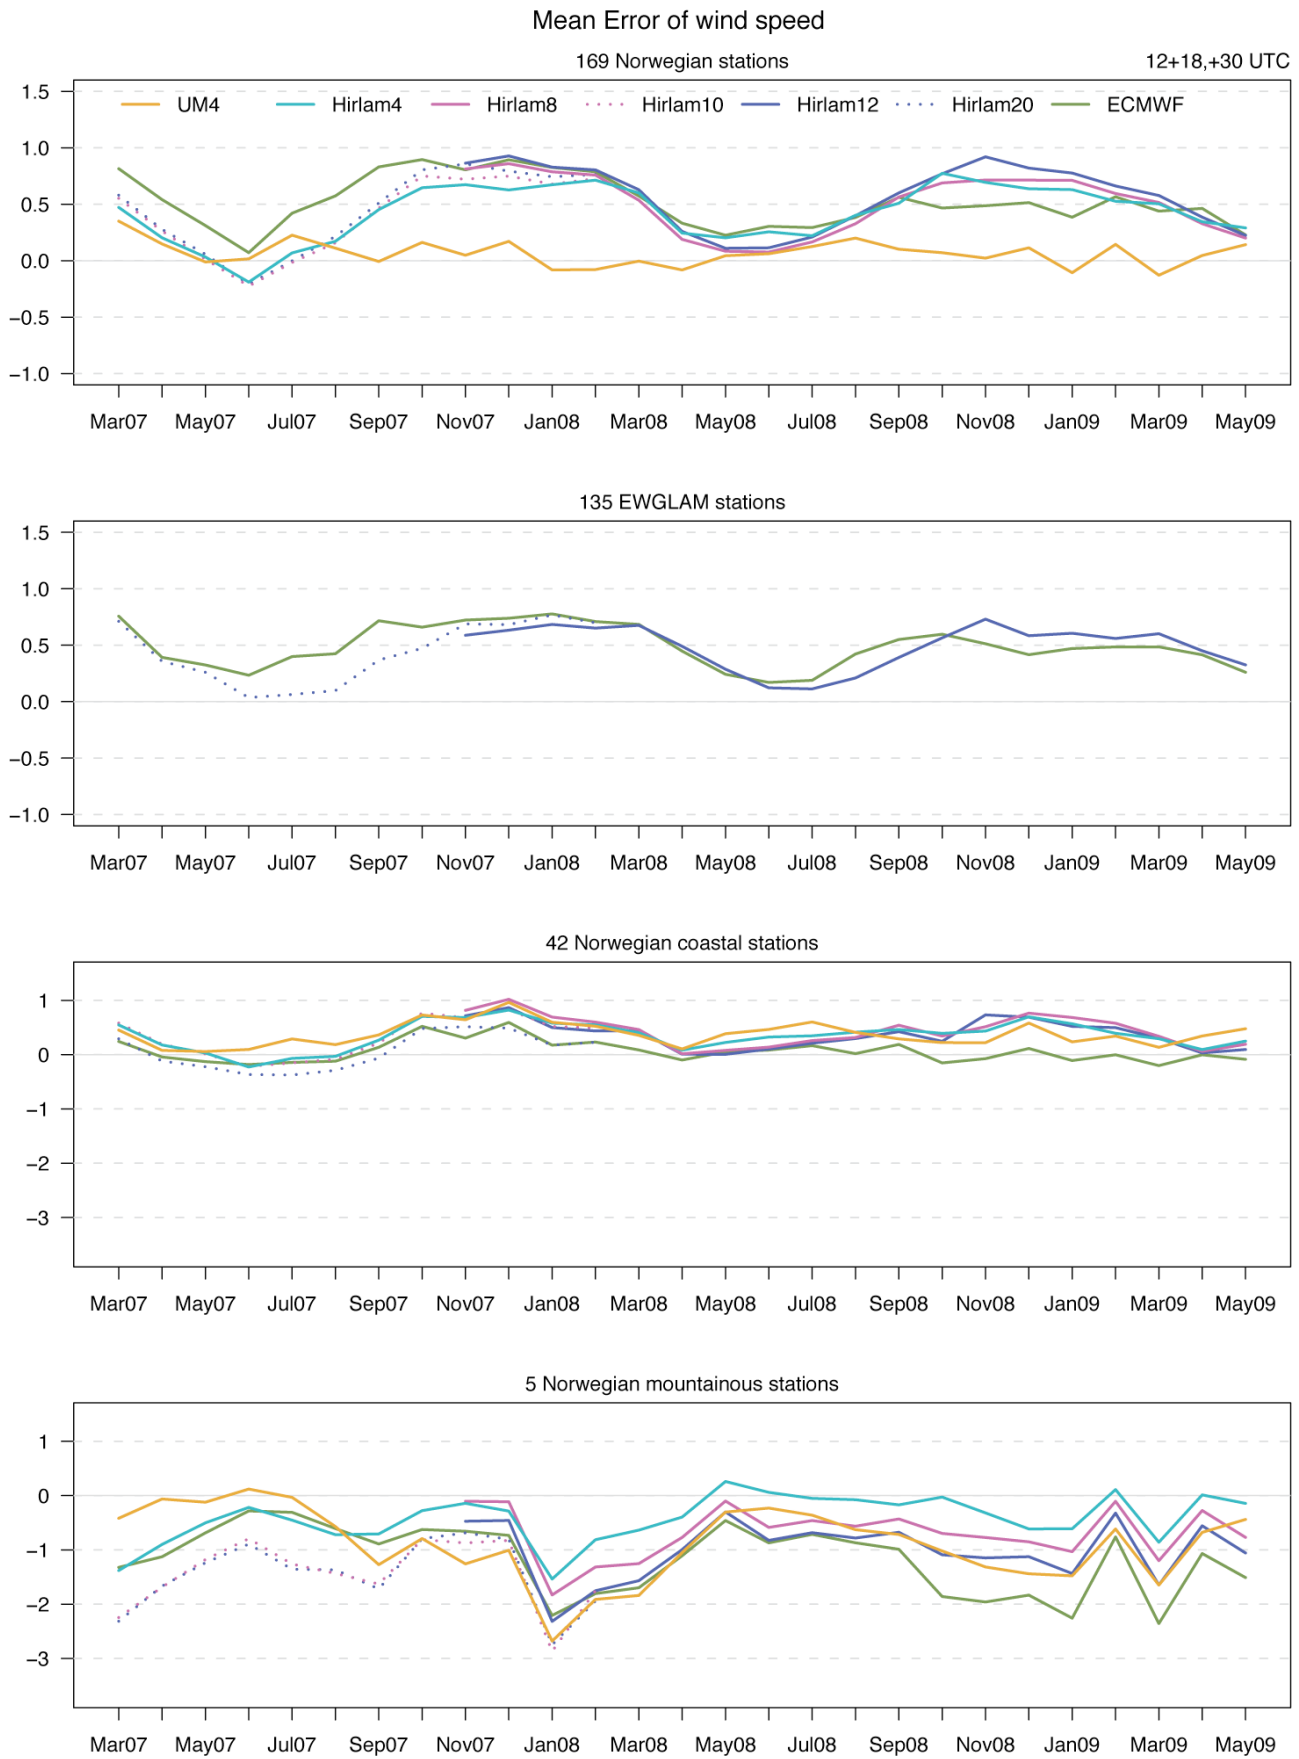 Mean Error of wind speed
169 Norwegian stations 12+18,+30 UTC
UM4 Hirlam4 Hirlam8 Hirlam10 Hirlam12 Hirlam20 ECMWF
1.5
1.0
0.5
0.0
−0.5
−1.0
Mar07 May07 Jul07 Sep07 Nov07 Jan08 Mar08 May08 Jul08 Sep08 Nov08 Jan09 Mar09 May09
135 EWGLAM stations
1.5
1.0
0.5
0.0
−0.5
−1.0
Mar07 May07 Jul07 Sep07 Nov07 Jan08 Mar08 May08 Jul08 Sep08 Nov08 Jan09 Mar09 May09
42 Norwegian coastal stations
1
0
−1
−2
−3
Mar07 May07 Jul07 Sep07 Nov07 Jan08 Mar08 May08 Jul08 Sep08 Nov08 Jan09 Mar09 May09
5 Norwegian mountainous stations
1
0
−1
−2
−3
Mar07 May07 Jul07 Sep07 Nov07 Jan08 Mar08 May08 Jul08 Sep08 Nov08 Jan09 Mar09 May09